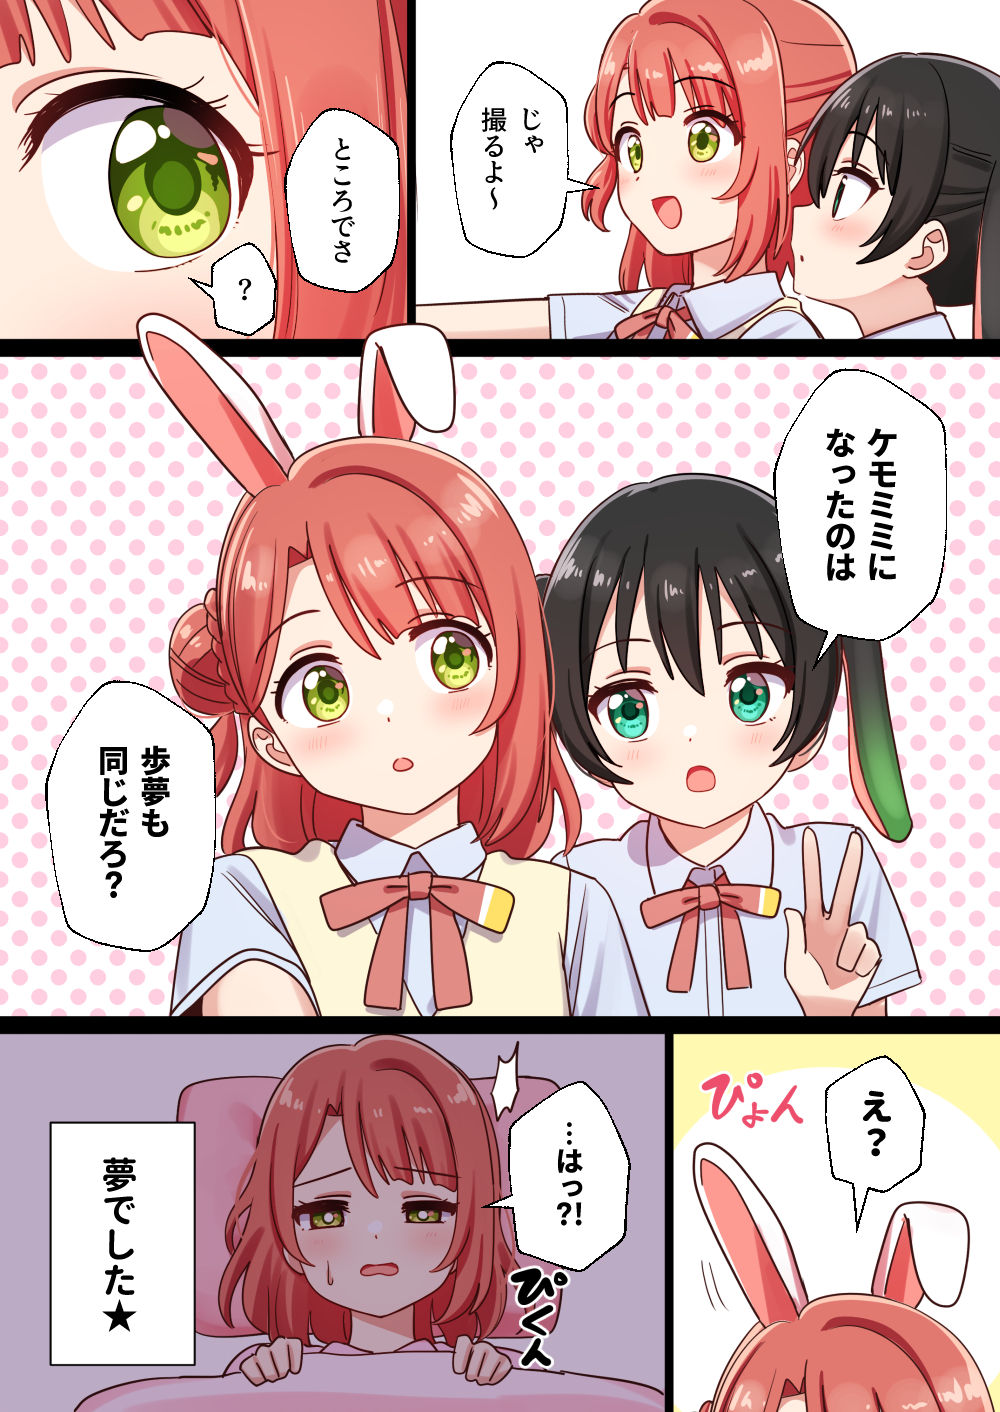 じゃ
撮るよ～
ところでさ
？
ケモミミに
なったのは
歩夢も
同じだろ？
え？
ぴょん
…はっ?!
ぴくん
夢でした★